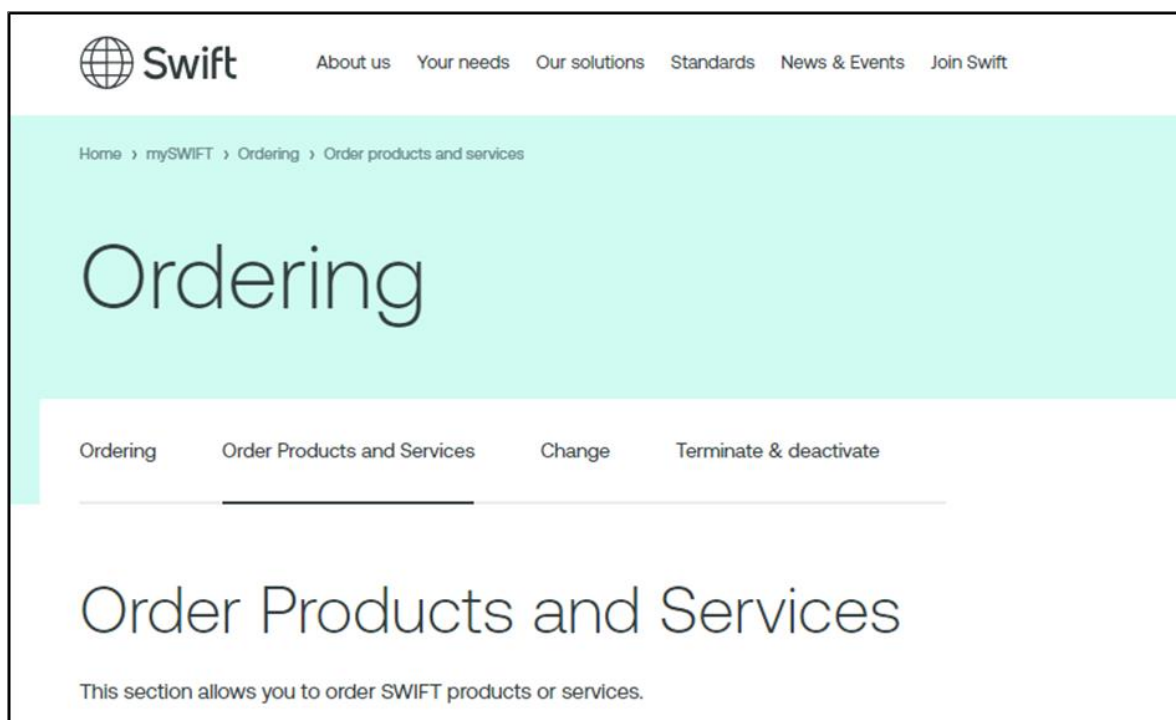 Swift About us Your needs Our solutions Standards News & Events Join Swift
Home › mySWIFT › Ordering › Order products and services
Ordering
Ordering Order Products and Services Change Terminate & deactivate
Order Products and Services
This section allows you to order SWIFT products or services.